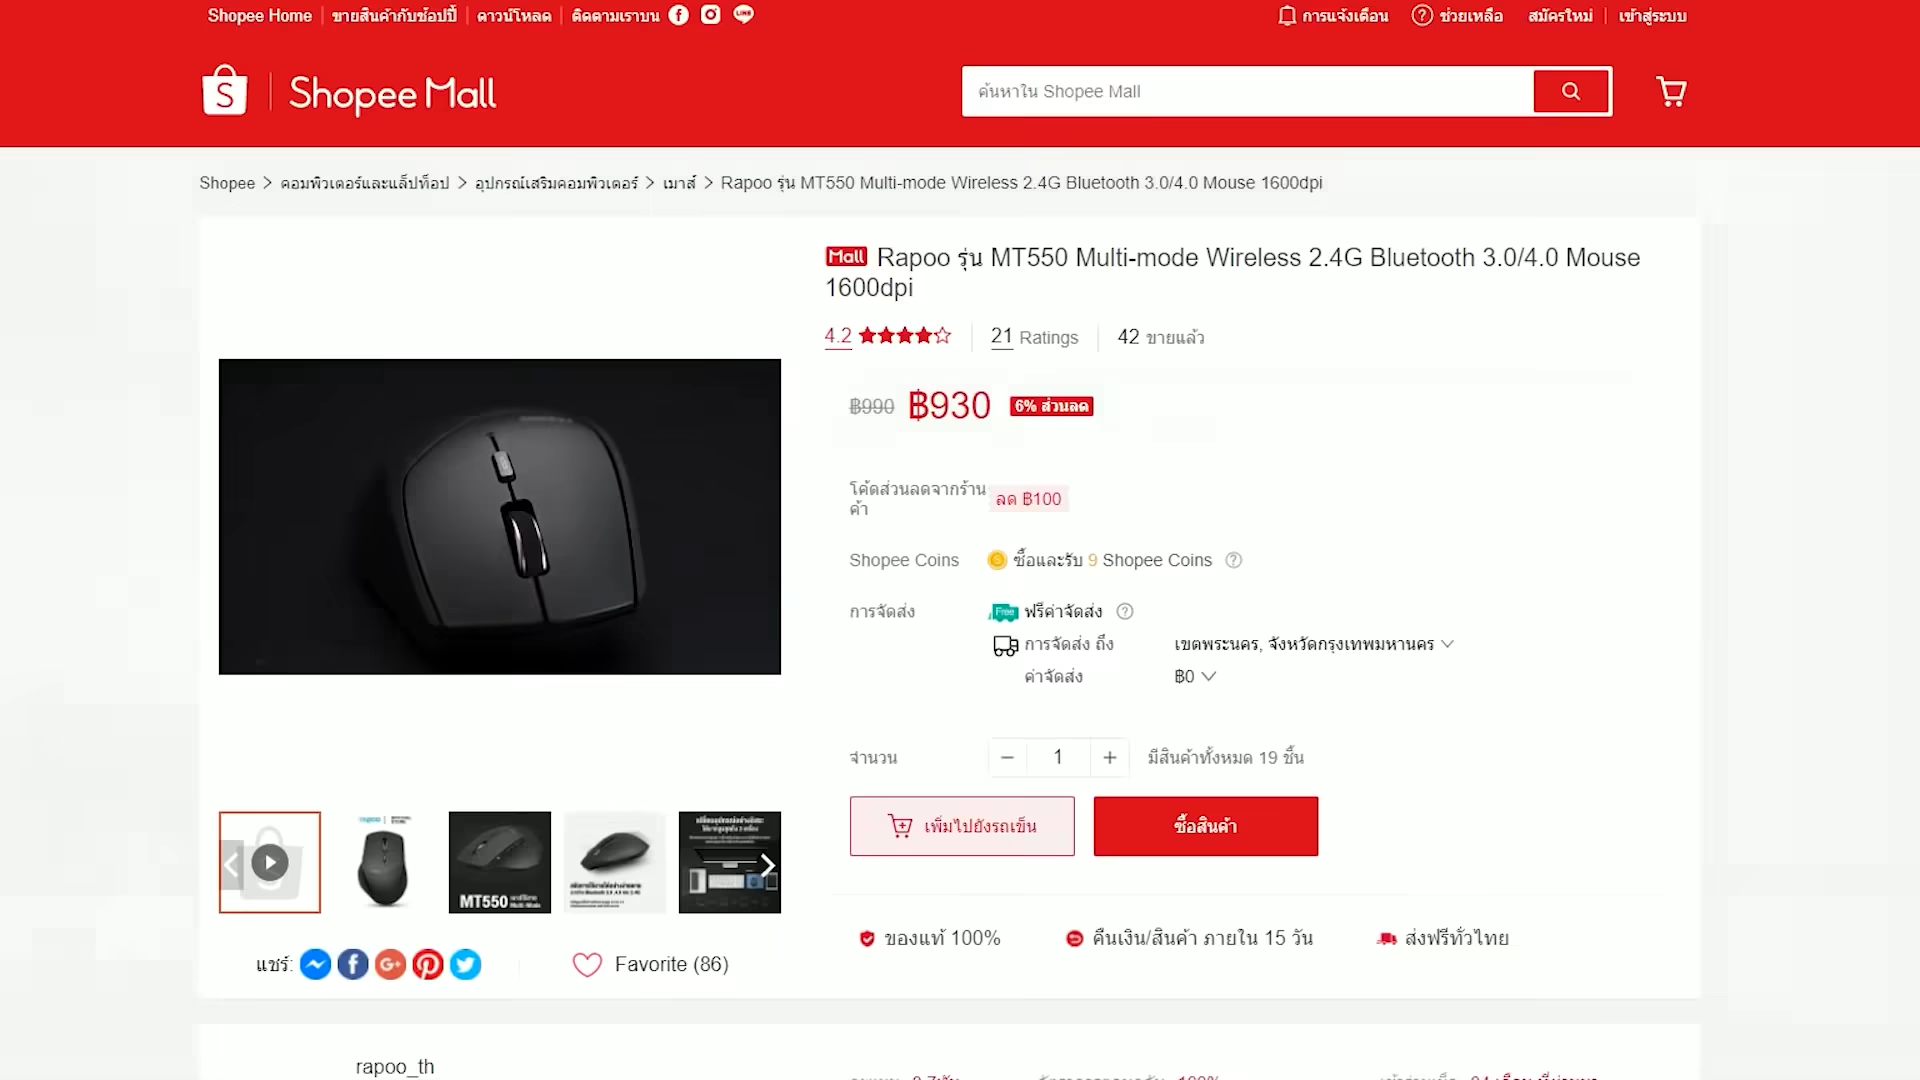 Shopee Home ขายสินค้ากับช้อปปี้ ดาวน์โหลด ติดตามเราบน
การแจ้งเตือน ช่วยเหลือ สมัครใหม่ เข้าสู่ระบบ
Shopee Mall
ค้นหาใน Shopee Mall
Shopee > คอมพิวเตอร์และแล็ปท็อป > อุปกรณ์เสริมคอมพิวเตอร์ > เมาส์ > Rapoo รุ่น MT550 Multi-mode Wireless 2.4G Bluetooth 3.0/4.0 Mouse 1600dpi
Mall Rapoo รุ่น MT550 Multi-mode Wireless 2.4G Bluetooth 3.0/4.0 Mouse
1600dpi
4.2 21 Ratings 42 ขายแล้ว
฿990 ฿930 6% ส่วนลด
โค้ดส่วนลดจากร้าน
ค้า
ลด ฿100
Shopee Coins ซื้อและรับ 9 Shopee Coins
การจัดส่ง Free ฟรีค่าจัดส่ง
การจัดส่ง ถึง เขตพระนคร, จังหวัดกรุงเทพมหานคร
ค่าจัดส่ง ฿0
จำนวน 1 มีสินค้าทั้งหมด 19 ชิ้น
เพิ่มไปยังรถเข็น ซื้อสินค้า
MT550
ของแท้ 100% คืนเงิน/สินค้า ภายใน 15 วัน ส่งฟรีทั่วไทย
แชร์: Favorite (86)
rapoo_th